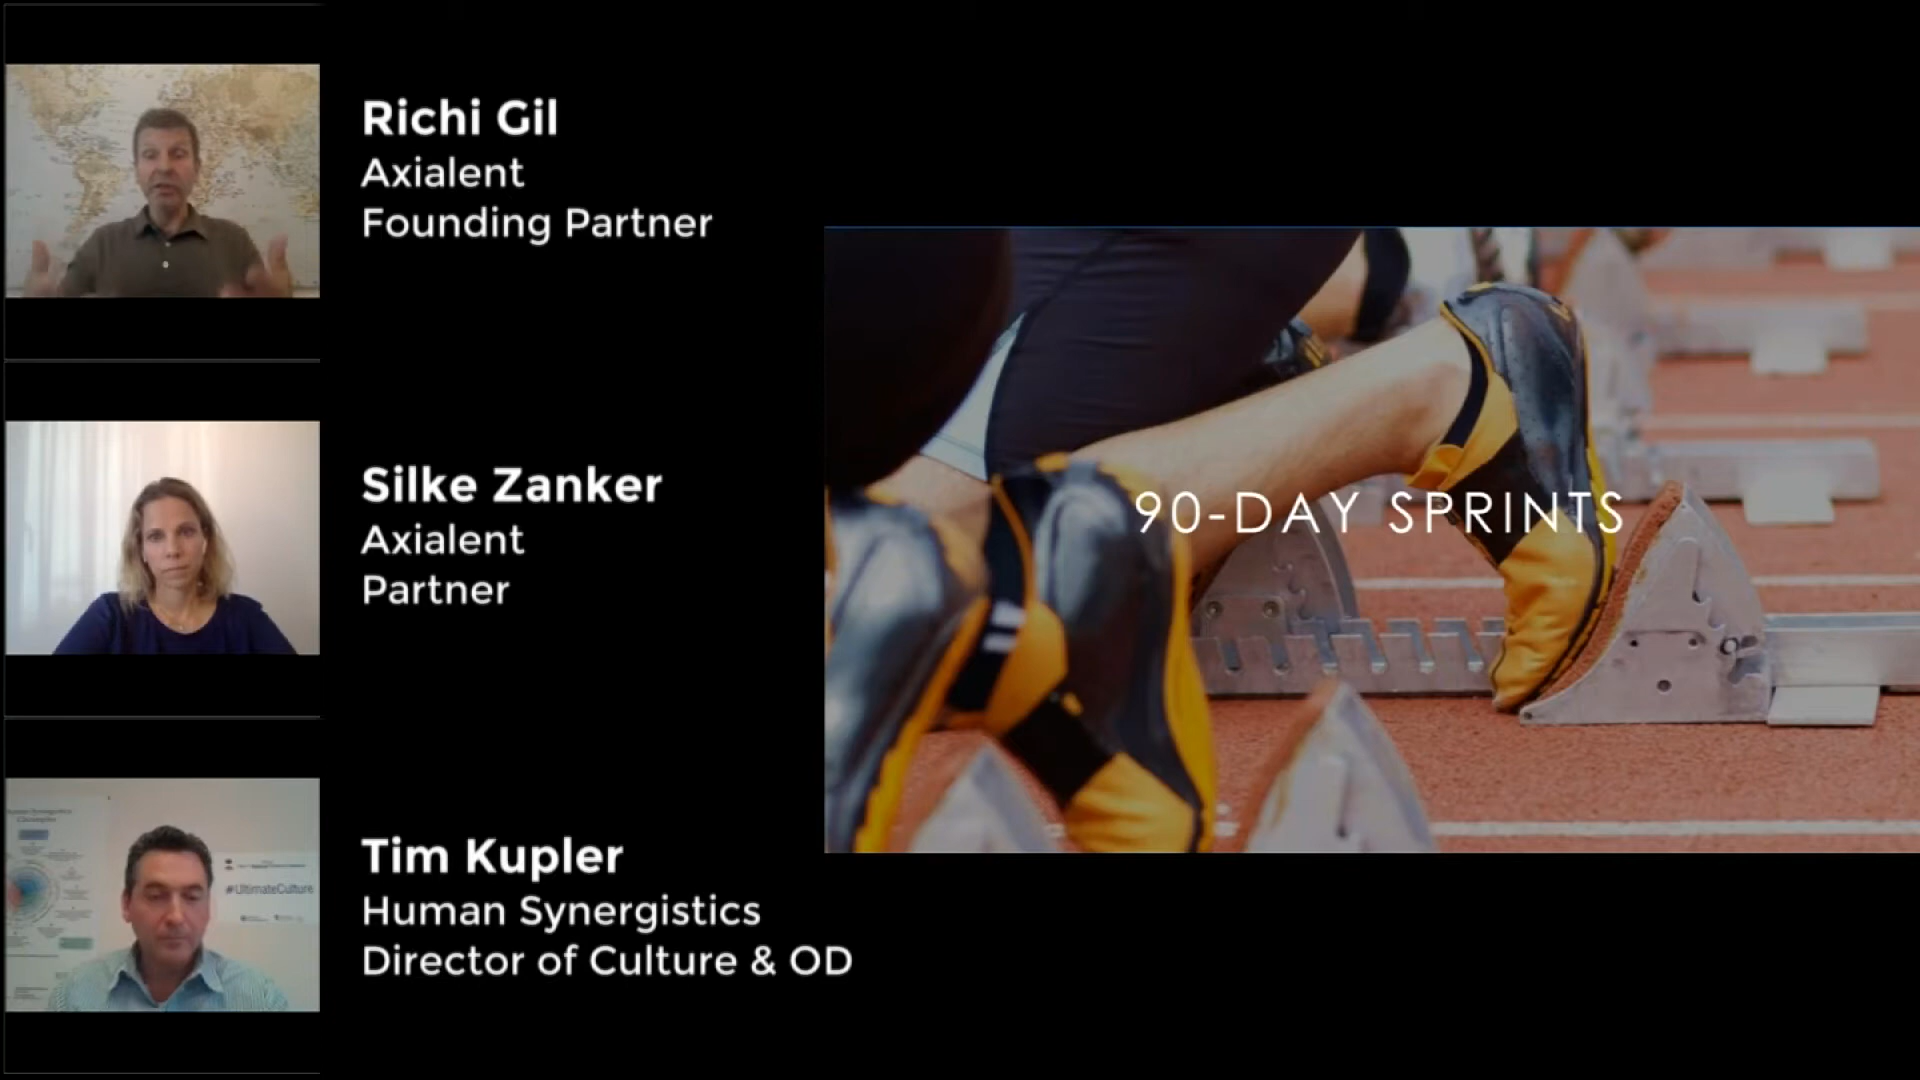 Richi Gil
Axialent
Founding Partner
Silke Zanker
Axialent
Partner
Tim Kupler
Human Synergistics
Director of Culture & OD
#UltimateCulture
90-DAY SPRINTS